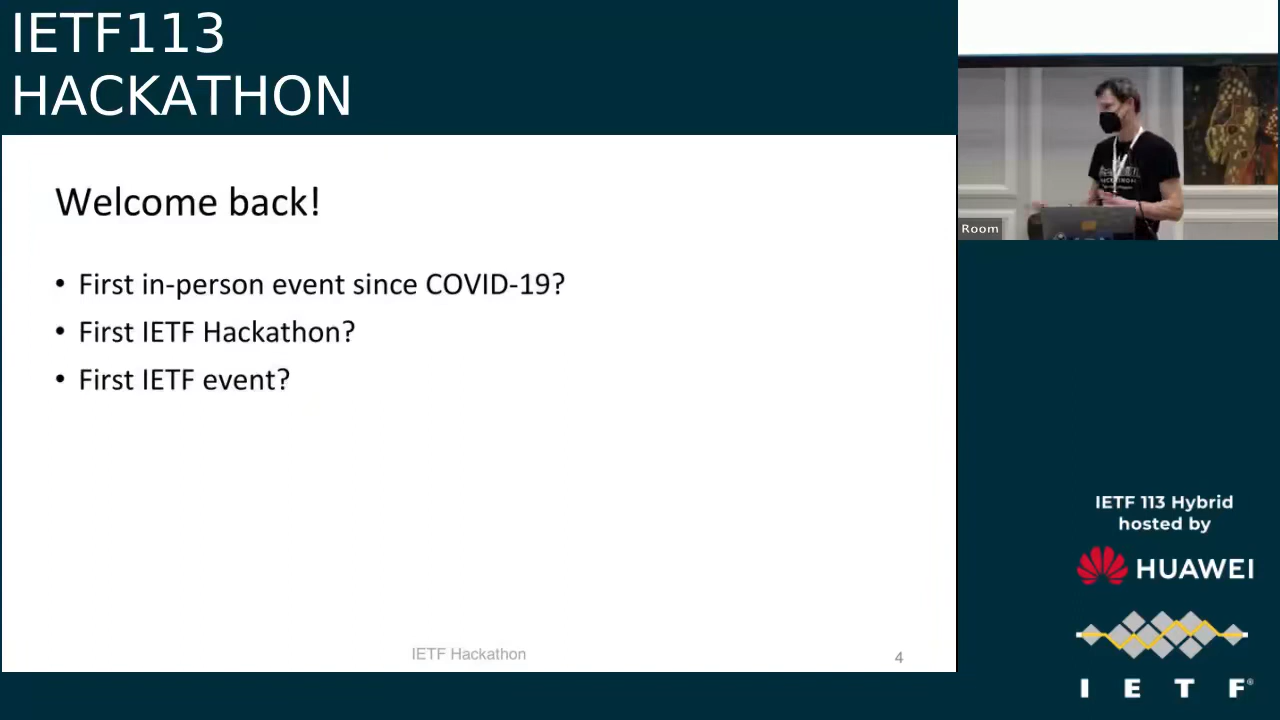 IETF113
HACKATHON
Welcome back!
• First in-person event since COVID-19?
• First IETF Hackathon?
• First IETF event?
IETF Hackathon
4
Room
HACKATHON
IETF 113 Hybrid
hosted by
HUAWEI
I E T F®